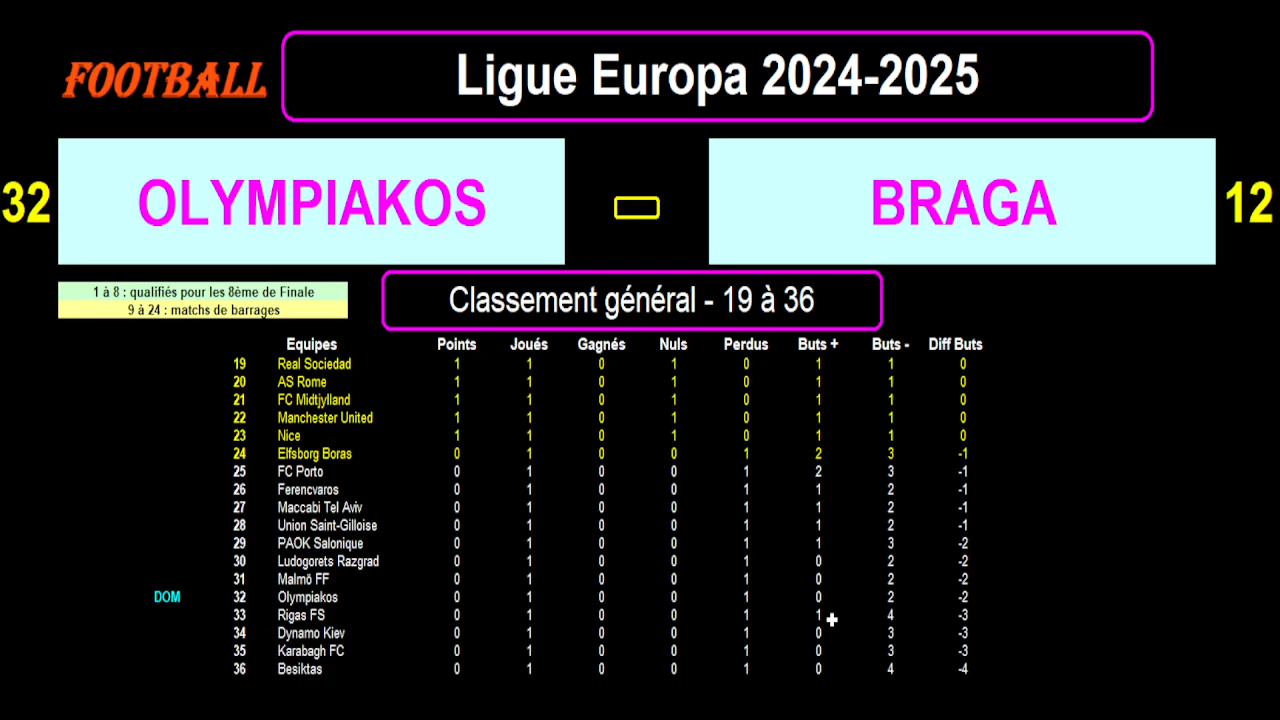 FOOTBALL
Ligue Europa 2024-2025
32 OLYMPIAKOS - BRAGA 12
1 à 8 : qualifiés pour les 8ème de Finale
9 à 24 : matchs de barrages
Classement général - 19 à 36
Equipes Points Joués Gagnés Nuls Perdus Buts + Buts - Diff Buts
19 Real Sociedad 1 1 0 1 0 1 1 0
20 AS Rome 1 1 0 1 0 1 1 0
21 FC Midtjylland 1 1 0 1 0 1 1 0
22 Manchester United 1 1 0 1 0 1 1 0
23 Nice 1 1 0 1 0 1 1 0
24 Elfsborg Boras 0 1 0 0 1 2 3 -1
25 FC Porto 0 1 0 0 1 2 3 -1
26 Ferencvaros 0 1 0 0 1 1 2 -1
27 Maccabi Tel Aviv 0 1 0 0 1 1 2 -1
28 Union Saint-Gilloise 0 1 0 0 1 1 2 -1
29 PAOK Salonique 0 1 0 0 1 1 3 -2
30 Ludogorets Razgrad 0 1 0 0 1 0 2 -2
31 Malmö FF 0 1 0 0 1 0 2 -2
DOM 32 Olympiakos 0 1 0 0 1 0 2 -2
33 Rigas FS 0 1 0 0 1 1 4 -3
34 Dynamo Kiev 0 1 0 0 1 0 3 -3
35 Karabagh FC 0 1 0 0 1 0 3 -3
36 Besiktas 0 1 0 0 1 0 4 -4